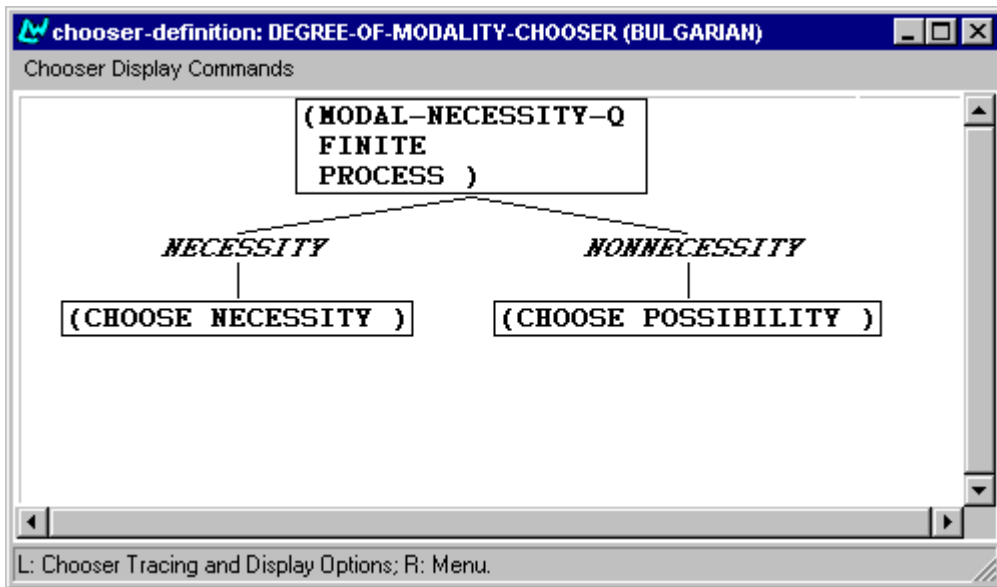 chooser-definition: DEGREE-OF-MODALITY-CHOOSER (BULGARIAN)
Chooser Display Commands
(MODAL-NECESSITY-Q
FINITE
PROCESS )
NECESSITY NONNECESSITY
(CHOOSE NECESSITY ) (CHOOSE POSSIBILITY )
L: Chooser Tracing and Display Options; R: Menu.